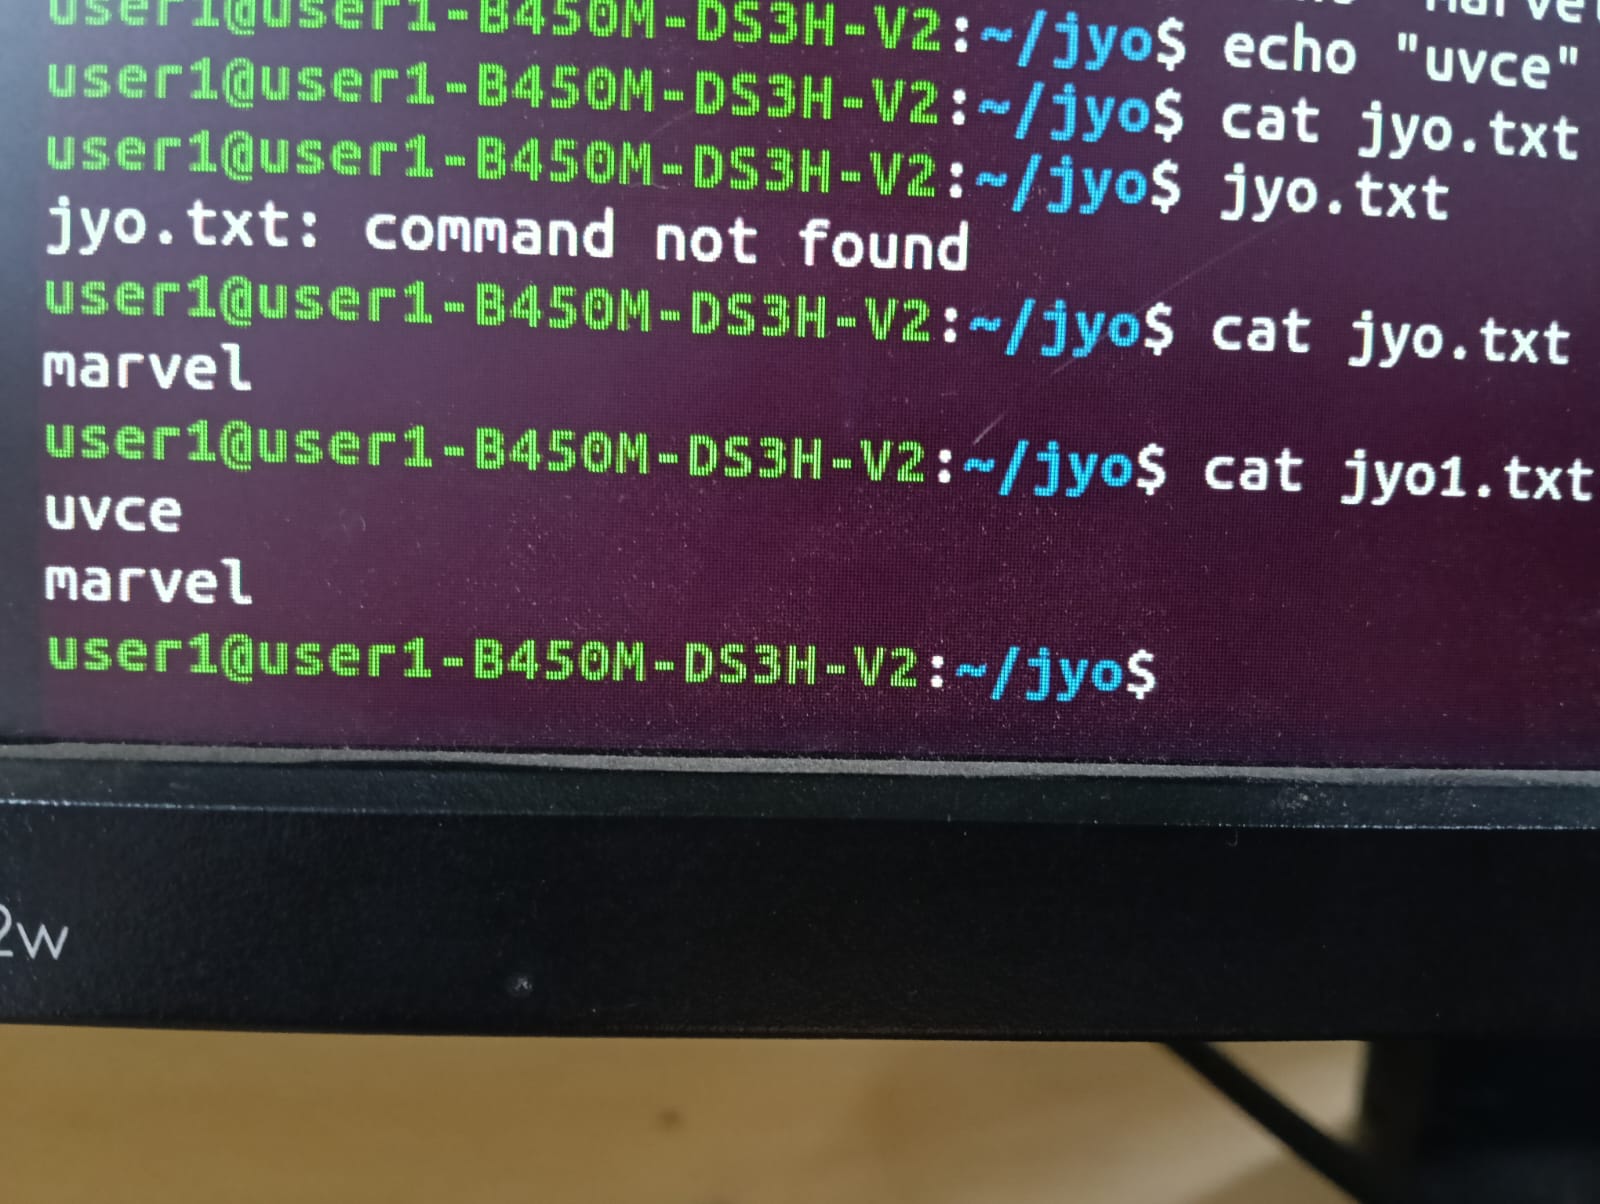 user1@user1-B450M-DS3H-V2:~/jyo$ echo "uvce"
user1@user1-B450M-DS3H-V2:~/jyo$ cat jyo.txt
user1@user1-B450M-DS3H-V2:~/jyo$ jyo.txt
jyo.txt: command not found
user1@user1-B450M-DS3H-V2:~/jyo$ cat jyo.txt
marvel
user1@user1-B450M-DS3H-V2:~/jyo$ cat jyo1.txt
uvce
marvel
user1@user1-B450M-DS3H-V2:~/jyo$
2w